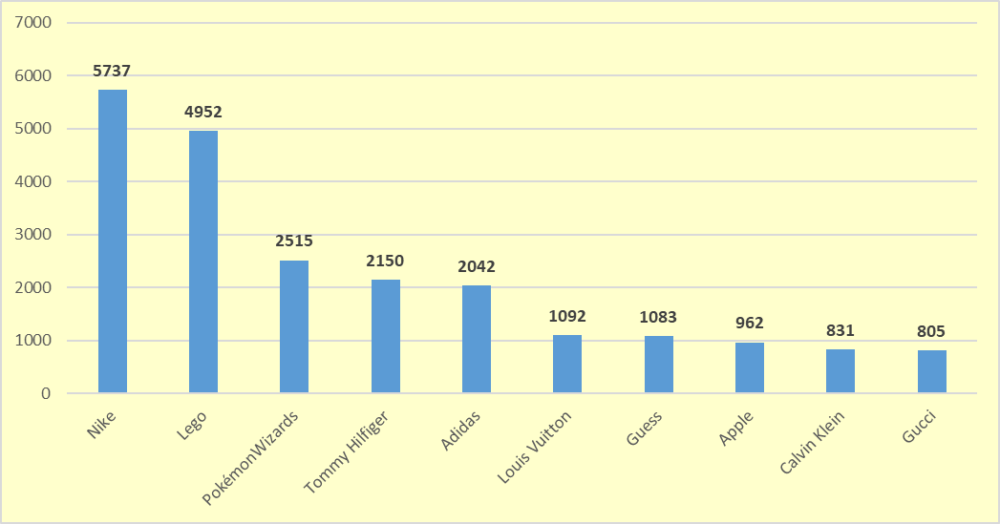 7000
6000
5000
4000
3000
2000
1000
0
5737
4952
2515
2150
2042
1092
1083
962
831
805
Nike
Lego
PokémonWizards
Tommy Hilfiger
Adidas
Louis Vuitton
Guess
Apple
Calvin Klein
Gucci